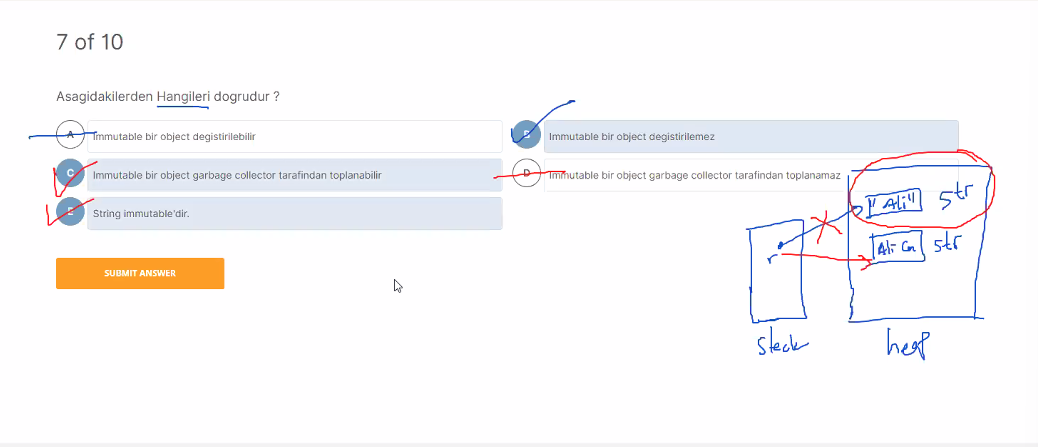 7 of 10
Asagidakilerden Hangileri dogrudur ?
A Immutable bir object degistirilebilir
B Immutable bir object degistirilemez
C Immutable bir object garbage collector tarafindan toplanabilir
D Immutable bir object garbage collector tarafindan toplanamaz
E String immutable'dir.
"Ali" str
Ali Can str
r
SUBMIT ANSWER
stack
heap